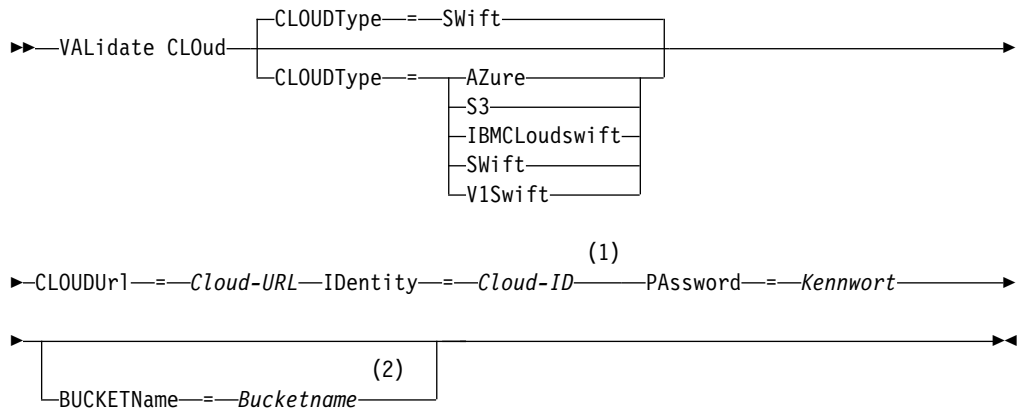 CLOUDType = SWift
VALidate CLOud
CLOUDType = AZure
S3
IBMCLoudswift
SWift
V1Swift
(1)
CLOUDUrl = Cloud-URL IDentity = Cloud-ID PAssword = Kennwort
(2)
BUCKETName = Bucketname